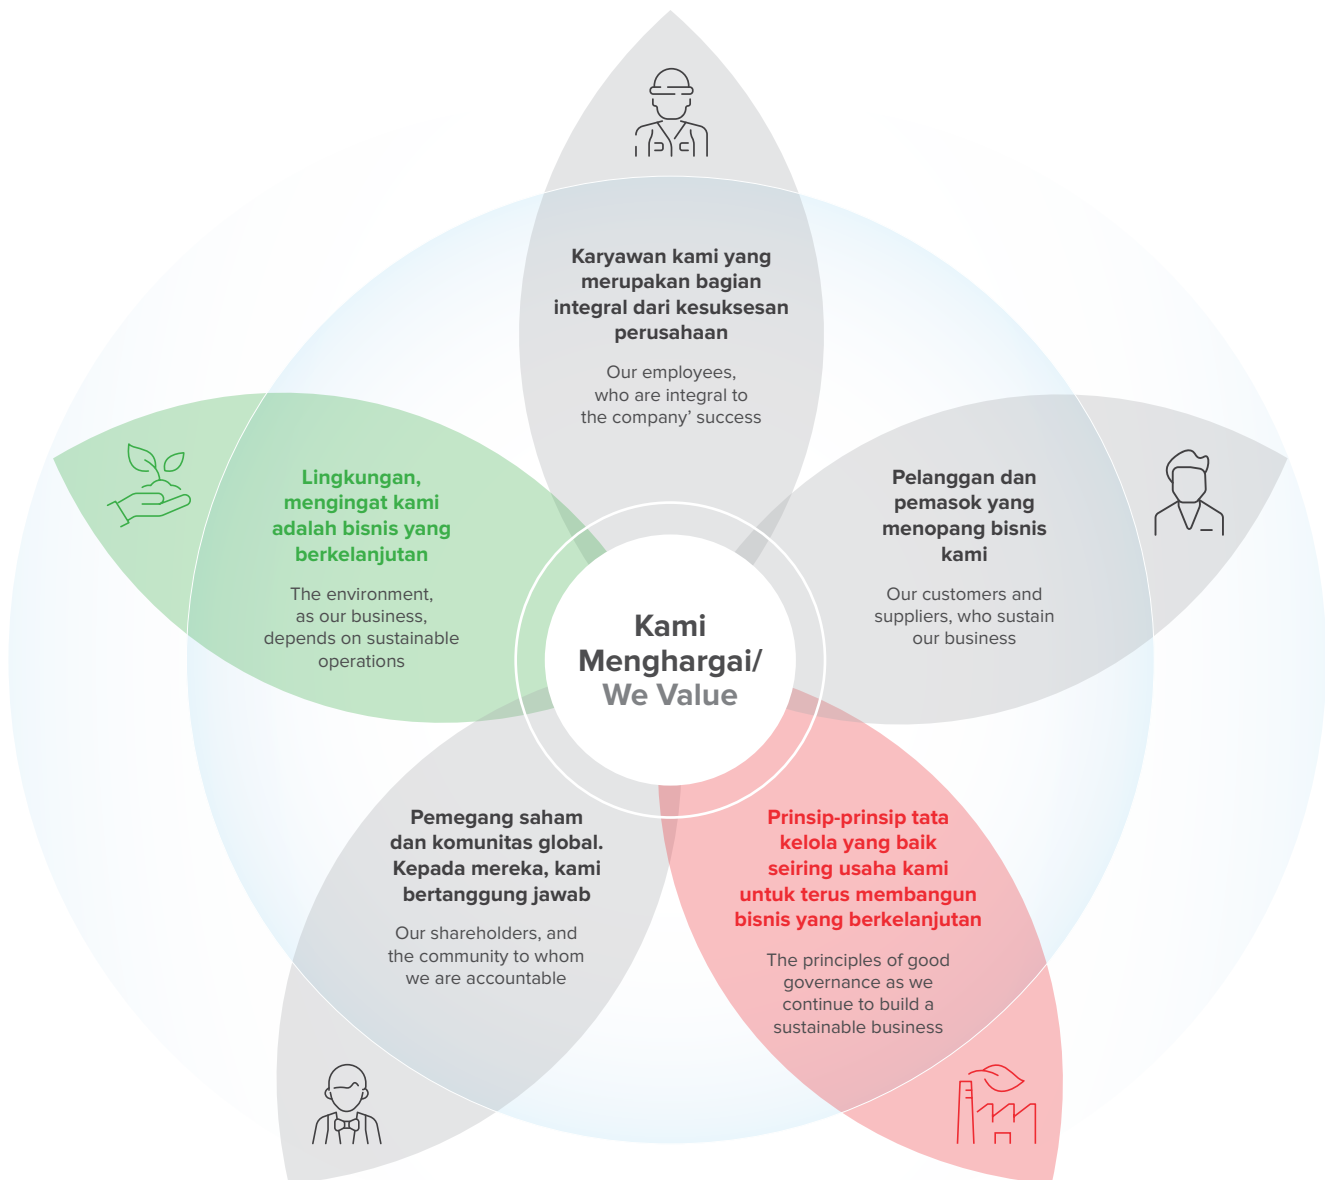 Karyawan kami yang
merupakan bagian
integral dari kesuksesan
perusahaan
Our employees,
who are integral to
the company’ success
Lingkungan,
mengingat kami
adalah bisnis yang
berkelanjutan
The environment,
as our business,
depends on sustainable
operations
Pelanggan dan
pemasok yang
menopang bisnis
kami
Our customers and
suppliers, who sustain
our business
Kami
Menghargai/
We Value
Pemegang saham
dan komunitas global.
Kepada mereka, kami
bertanggung jawab
Our shareholders, and
the community to whom
we are accountable
Prinsip-prinsip tata
kelola yang baik
seiring usaha kami
untuk terus membangun
bisnis yang berkelanjutan
The principles of good
governance as we
continue to build a
sustainable business